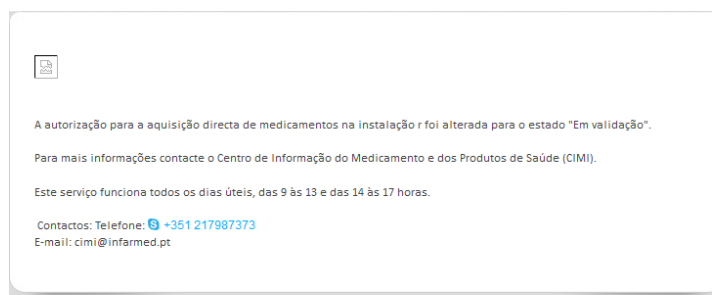 A autorização para a aquisição directa de medicamentos na instalação r foi alterada para o estado "Em validação".
Para mais informações contacte o Centro de Informação do Medicamento e dos Produtos de Saúde (CIMI).
Este serviço funciona todos os dias úteis, das 9 às 13 e das 14 às 17 horas.
Contactos: Telefone: +351 217987373
E-mail: cimi@infarmed.pt